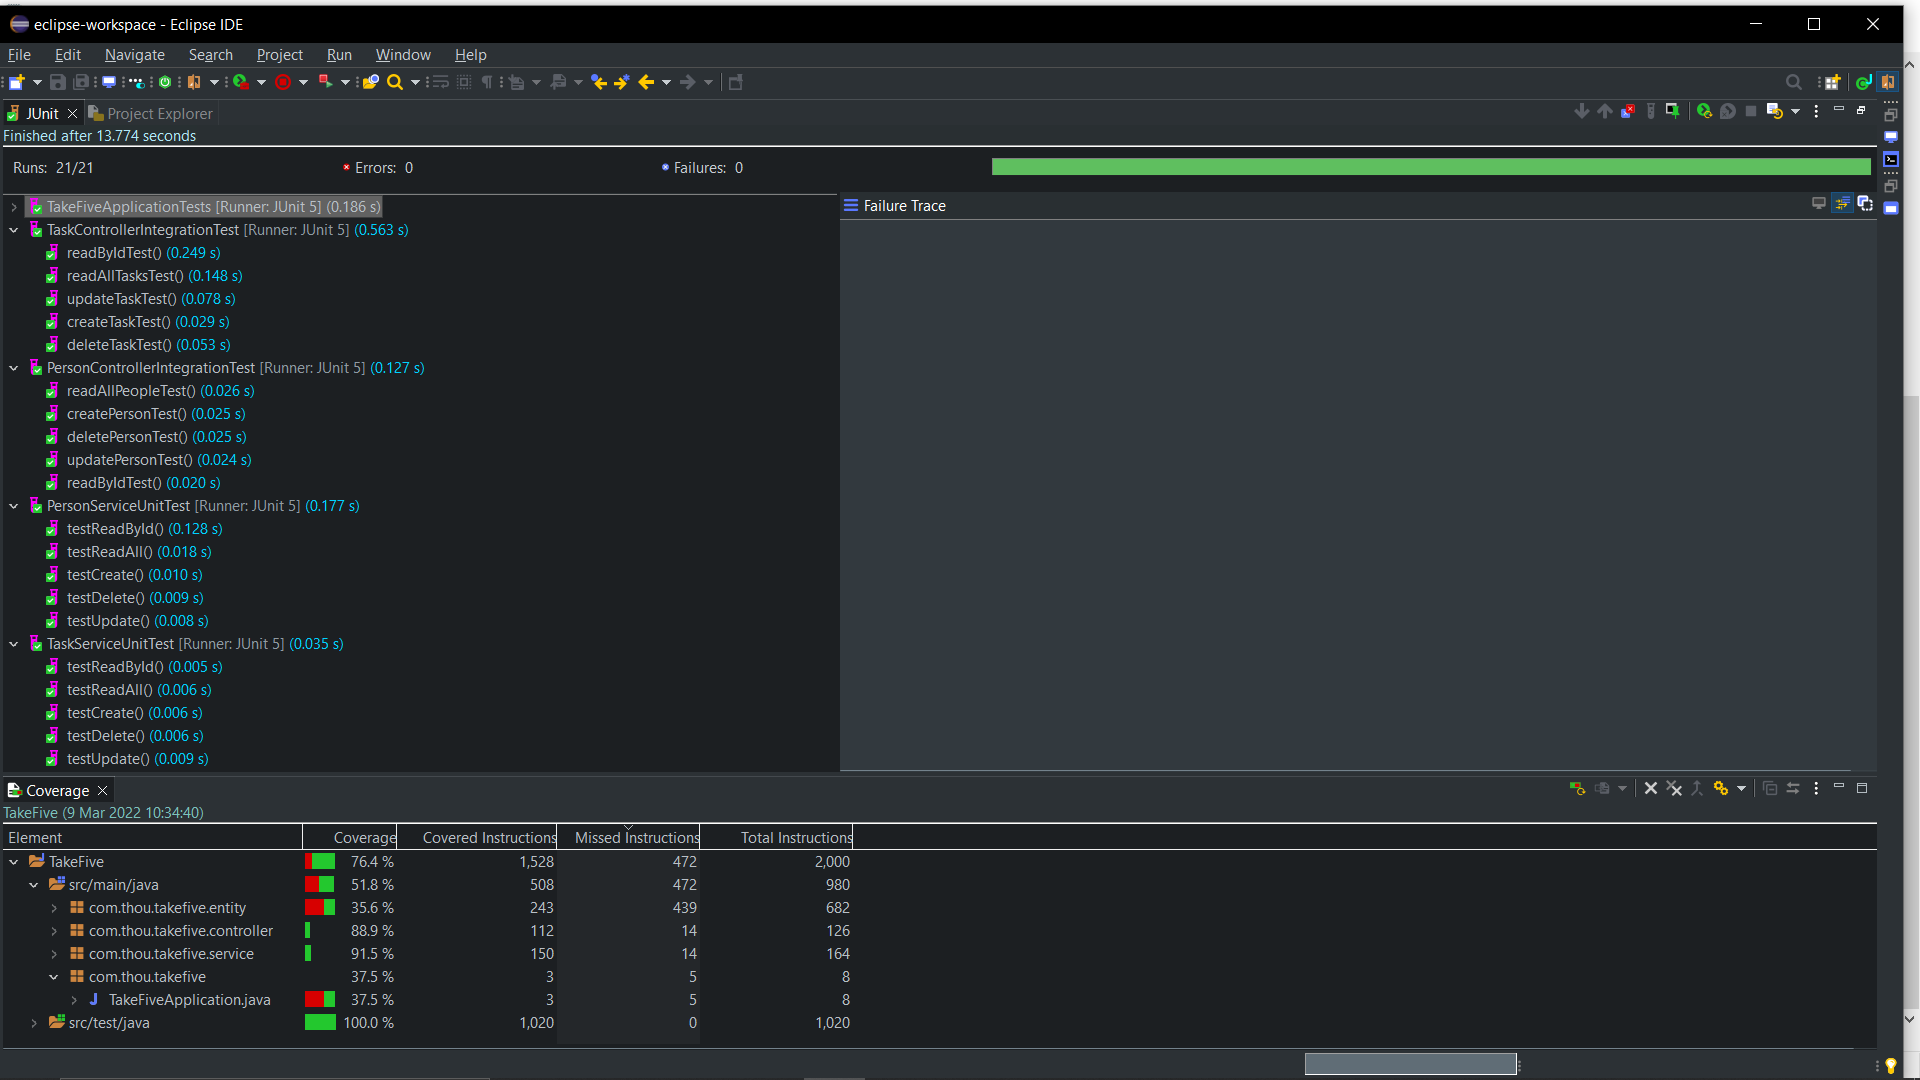 eclipse-workspace - Eclipse IDE
File Edit Navigate Search Project Run Window Help
JUnit Project Explorer
Finished after 13.774 seconds
Runs: 21/21 Errors: 0 Failures: 0
TakeFiveApplicationTests [Runner: JUnit 5] (0.186 s)
TaskControllerIntegrationTest [Runner: JUnit 5] (0.563 s)
readByIdTest() (0.249 s)
readAllTasksTest() (0.148 s)
updateTaskTest() (0.078 s)
createTaskTest() (0.029 s)
deleteTaskTest() (0.053 s)
PersonControllerIntegrationTest [Runner: JUnit 5] (0.127 s)
readAllPeopleTest() (0.026 s)
createPersonTest() (0.025 s)
deletePersonTest() (0.025 s)
updatePersonTest() (0.024 s)
readByIdTest() (0.020 s)
PersonServiceUnitTest [Runner: JUnit 5] (0.177 s)
testReadById() (0.128 s)
testReadAll() (0.018 s)
testCreate() (0.010 s)
testDelete() (0.009 s)
testUpdate() (0.008 s)
TaskServiceUnitTest [Runner: JUnit 5] (0.035 s)
testReadById() (0.005 s)
testReadAll() (0.006 s)
testCreate() (0.006 s)
testDelete() (0.006 s)
testUpdate() (0.009 s)
Failure Trace
Coverage
TakeFive (9 Mar 2022 10:34:40)
Element Coverage Covered Instructions Missed Instructions Total Instructions
TakeFive 76.4 % 1,528 472 2,000
src/main/java 51.8 % 508 472 980
com.thou.takefive.entity 35.6 % 243 439 682
com.thou.takefive.controller 88.9 % 112 14 126
com.thou.takefive.service 91.5 % 150 14 164
com.thou.takefive 37.5 % 3 5 8
TakeFiveApplication.java 37.5 % 3 5 8
src/test/java 100.0 % 1,020 0 1,020